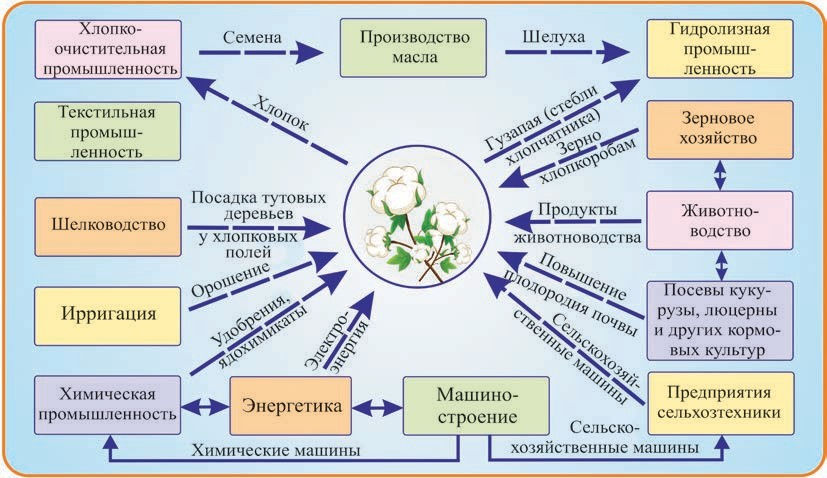 Хлопко-
очистительная
промышленность
Семена
Производство
масла
Шелуха
Гидролизная
промыш-
ленность
Текстильная
промыш-
ленность
Хлопок
Гузапая (стебли
хлопчатника)
Зерно
хлопкоробам
Зерновое
хозяйство
Шелководство
Посадка тутовых
деревьев
у хлопковых
полей
Продукты
животноводства
Животно-
водство
Ирригация
Орошение
Повышение
плодородия почвы
Посевы куку-
рузы, люцерны
и других кормо-
вых культур
Удобрения,
ядохимикаты
Электро-
энергия
Сельскохозяй-
ственные машины
Химическая
промышленность
Энергетика
Машино-
строение
Предприятия
сельхозтехники
Химические машины
Сельско-
хозяйственные машины